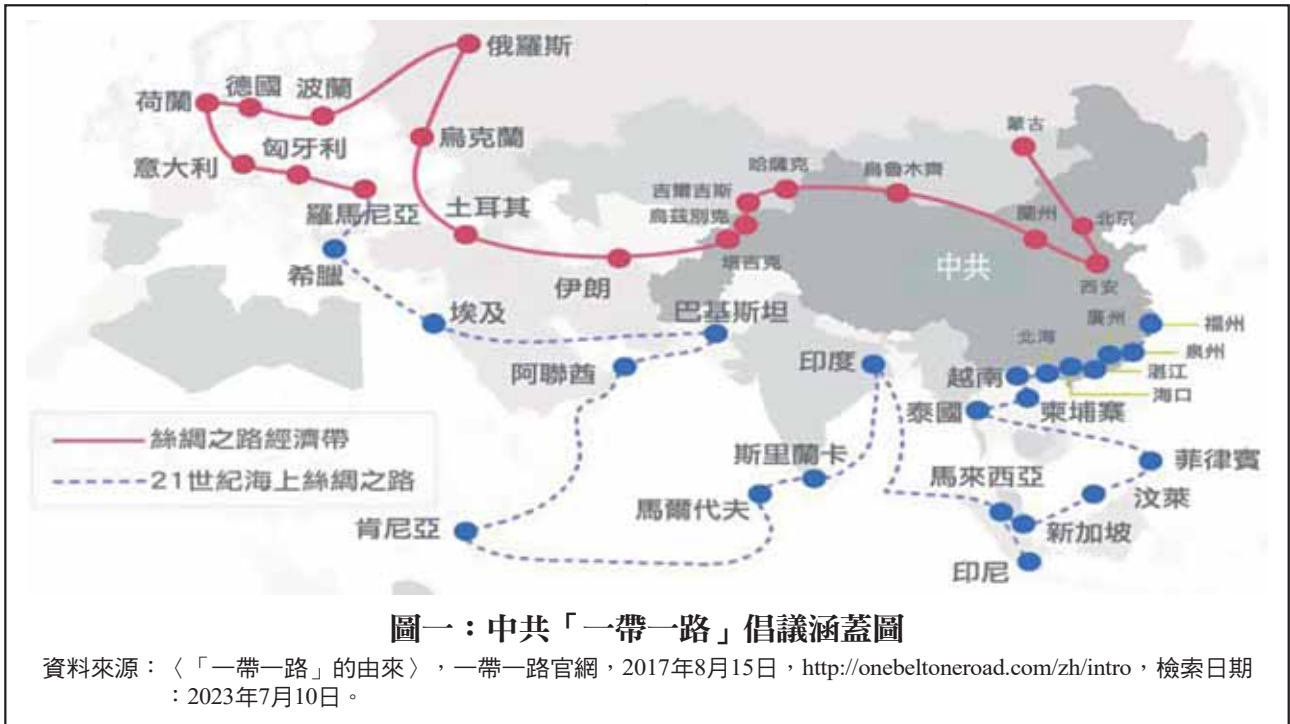 俄羅斯
德國
波蘭
荷蘭
烏克蘭
蒙古
匈牙利
意大利
哈薩克
烏魯木齊
吉爾吉斯
烏茲別克
羅馬尼亞
土耳其
蘭州
北京
塔吉克
中共
希臘
伊朗
西安
埃及
巴基斯坦
廣州
福州
北海
泉州
阿聯酋
印度
越南
湛江
海口
泰國
柬埔寨
絲綢之路經濟帶
21世紀海上絲綢之路
斯里蘭卡
菲律賓
馬來西亞
馬爾代夫
汶萊
肯尼亞
新加坡
印尼
圖一：中共「一帶一路」倡議涵蓋圖
資料來源：〈「一帶一路」的由來〉，一帶一路官網，2017年8月15日，http://onebeltoneroad.com/zh/intro，檢索日期
：2023年7月10日。